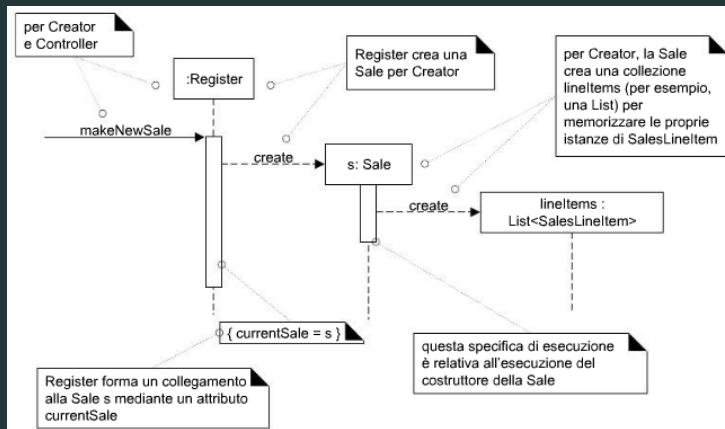 per Creator
e Controller
:Register
Register crea una
Sale per Creator
per Creator, la Sale
crea una collezione
lineItems (per esempio,
una List) per
memorizzare le proprie
istanze di SalesLineItem
makeNewSale
create
s: Sale
create
lineItems :
List<SalesLineItem>
{ currentSale = s }
questa specifica di esecuzione
è relativa all'esecuzione del
costruttore della Sale
Register forma un collegamento
alla Sale s mediante un attributo
currentSale